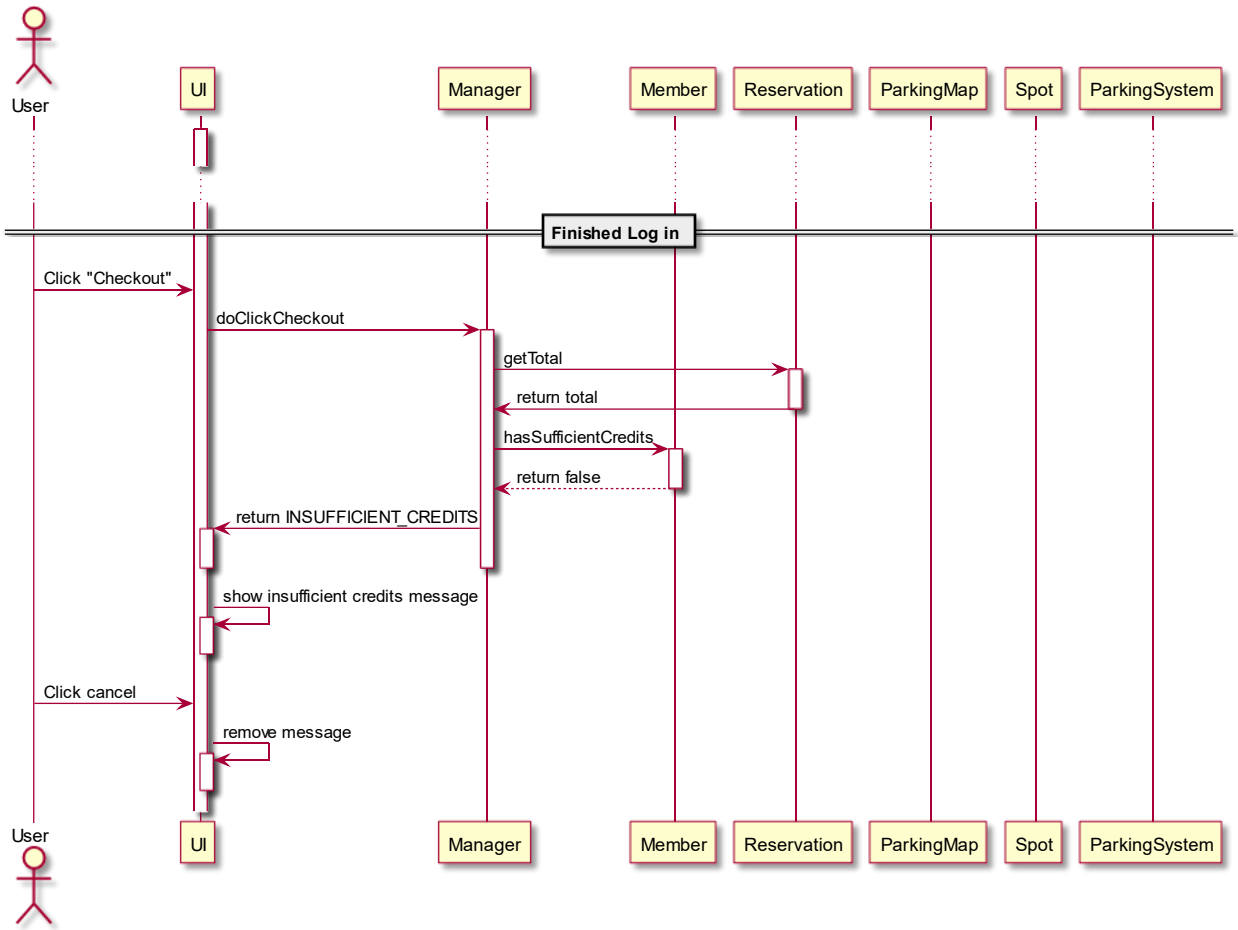 User
UI
Manager
Member
Reservation
ParkingMap
Spot
ParkingSystem
Finished Log in
Click "Checkout"
doClickCheckout
getTotal
return total
hasSufficientCredits
return false
return INSUFFICIENT_CREDITS
show insufficient credits message
Click cancel
remove message
User
UI
Manager
Member
Reservation
ParkingMap
Spot
ParkingSystem